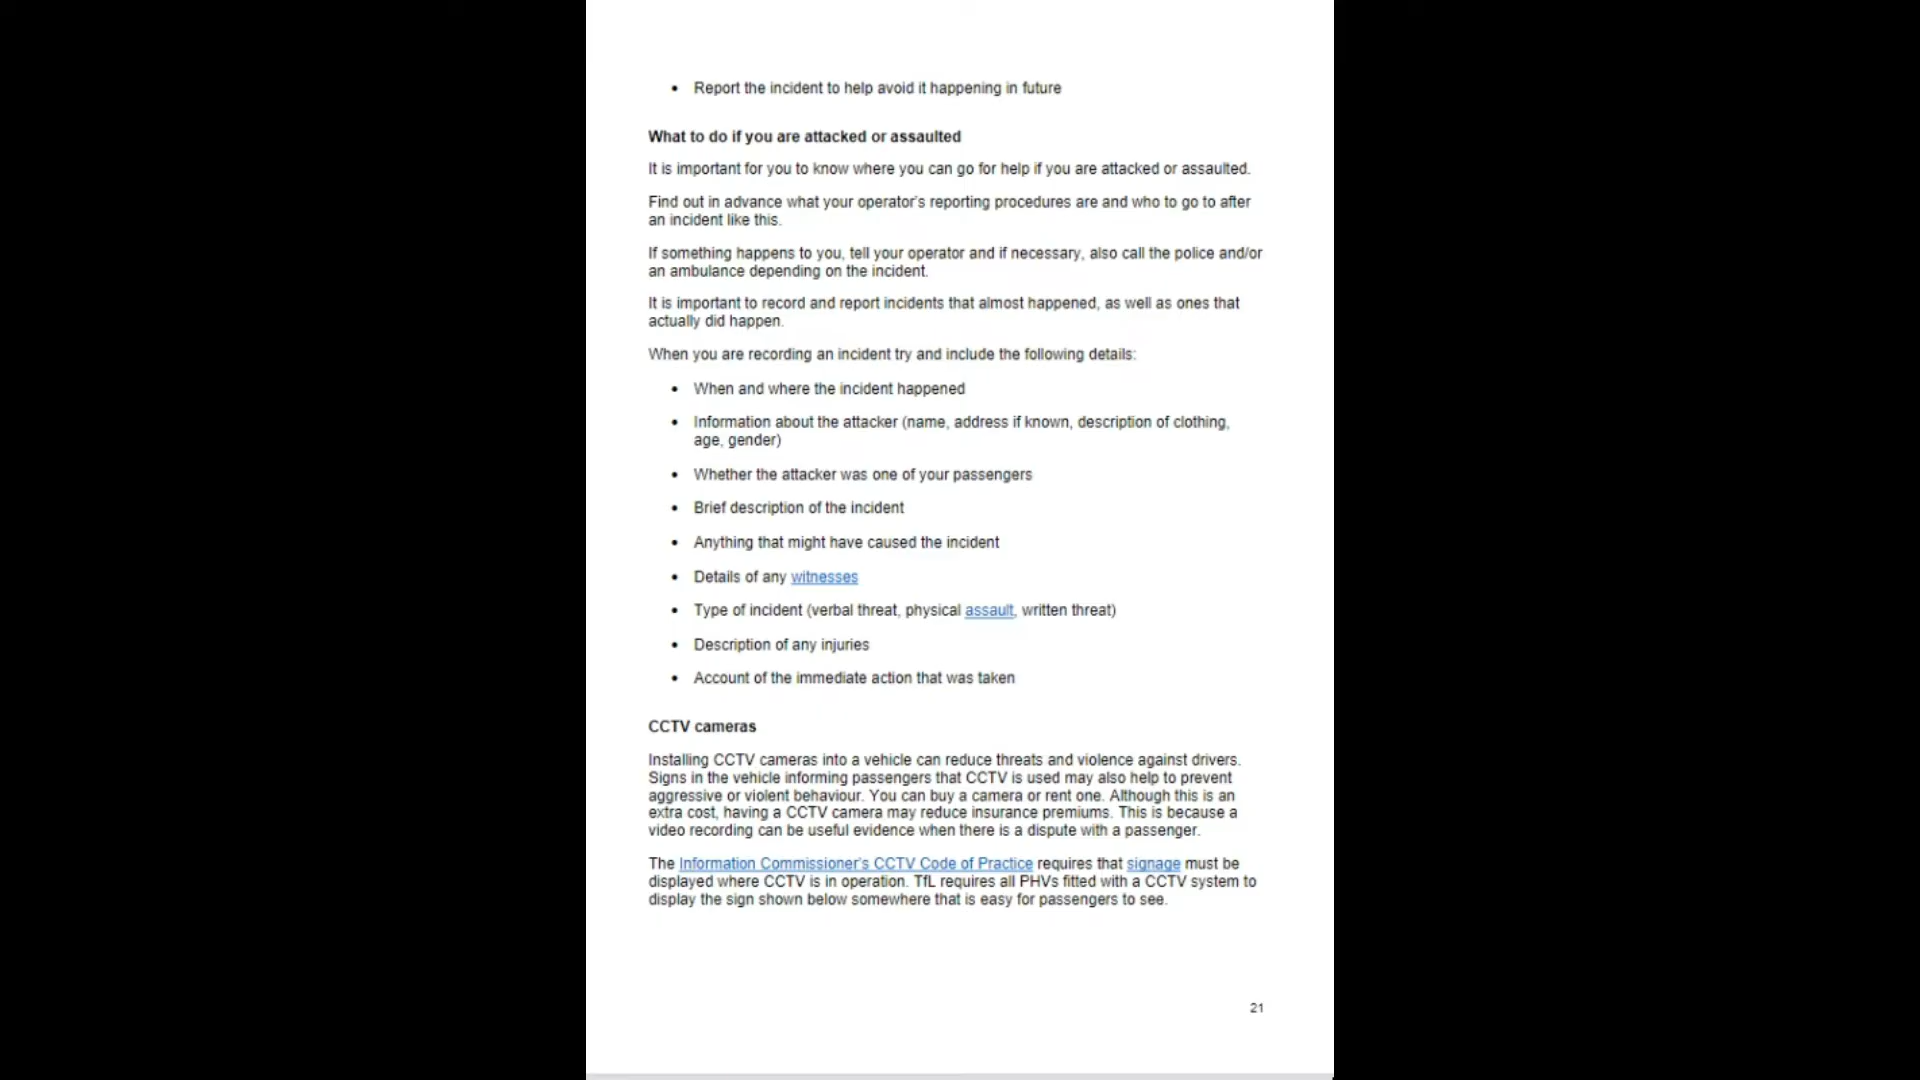 • Report the incident to help avoid it happening in future
What to do if you are attacked or assaulted
It is important for you to know where you can go for help if you are attacked or assaulted.
Find out in advance what your operator's reporting procedures are and who to go to after
an incident like this.
If something happens to you, tell your operator and if necessary, also call the police and/or
an ambulance depending on the incident.
It is important to record and report incidents that almost happened, as well as ones that
actually did happen.
When you are recording an incident try and include the following details:
• When and where the incident happened
• Information about the attacker (name, address if known, description of clothing,
age, gender)
• Whether the attacker was one of your passengers
• Brief description of the incident
• Anything that might have caused the incident
• Details of any witnesses
• Type of incident (verbal threat, physical assault, written threat)
• Description of any injuries
• Account of the immediate action that was taken
CCTV cameras
Installing CCTV cameras into a vehicle can reduce threats and violence against drivers.
Signs in the vehicle informing passengers that CCTV is used may also help to prevent
aggressive or violent behaviour. You can buy a camera or rent one. Although this is an
extra cost, having a CCTV camera may reduce insurance premiums. This is because a
video recording can be useful evidence when there is a dispute with a passenger.
The Information Commissioner's CCTV Code of Practice requires that signage must be
displayed where CCTV is in operation. TfL requires all PHVs fitted with a CCTV system to
display the sign shown below somewhere that is easy for passengers to see.
21